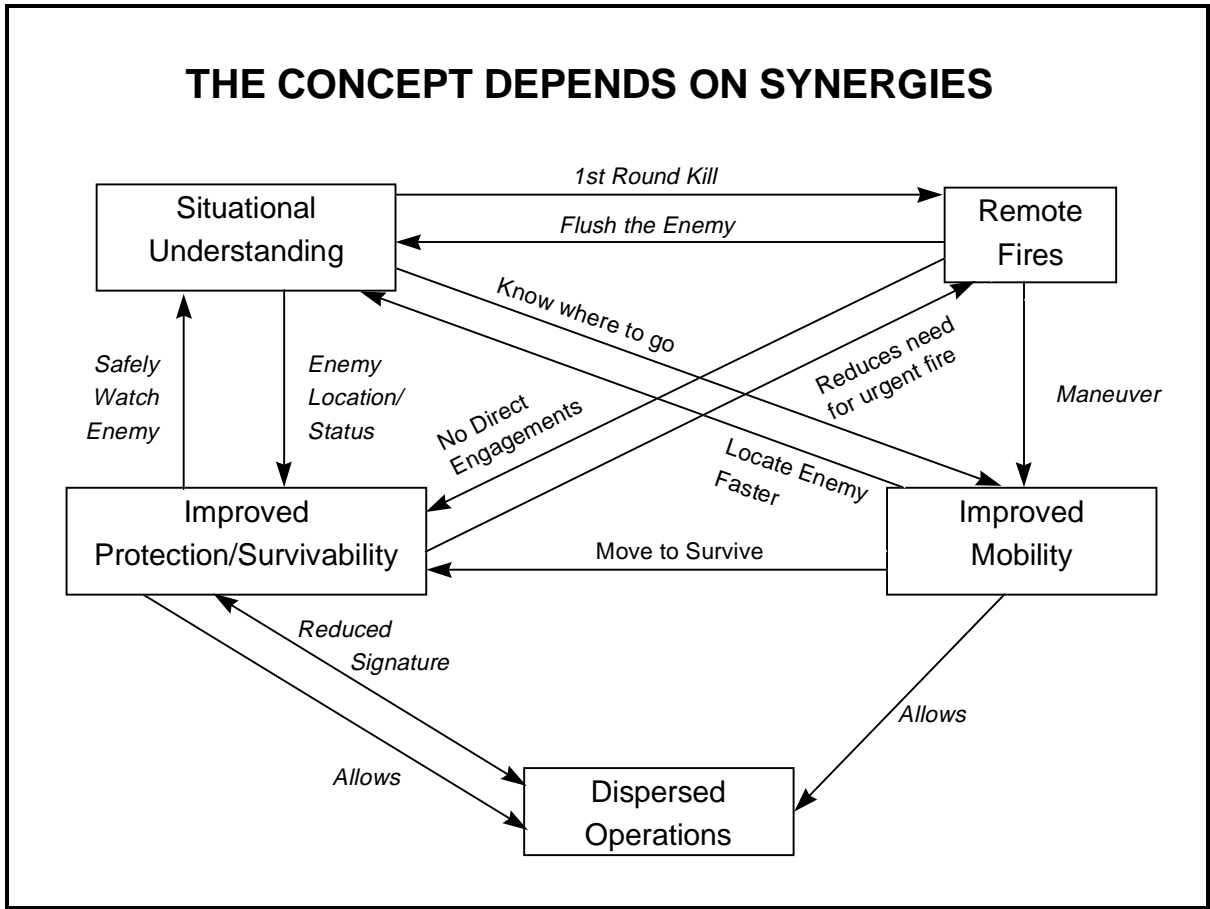 THE CONCEPT DEPENDS ON SYNERGIES
1st Round Kill
Situational
Understanding
Remote
Fires
Flush the Enemy
Know where to go
Safely
Watch
Enemy
Enemy
Location/
Status
Reduces need
for urgent fire
Maneuver
No Direct
Engagements
Locate Enemy
Faster
Improved
Protection/Survivability
Improved
Mobility
Move to Survive
Reduced
Signature
Allows
Allows
Dispersed
Operations